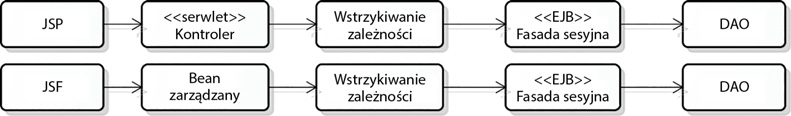 JSP
<<serwlet>>
Kontroler
Wstrzykiwanie
zależności
<<EJB>>
Fasada sesyjna
DAO
JSF
Bean
zarządzany
Wstrzykiwanie
zależności
<<EJB>>
Fasada sesyjna
DAO